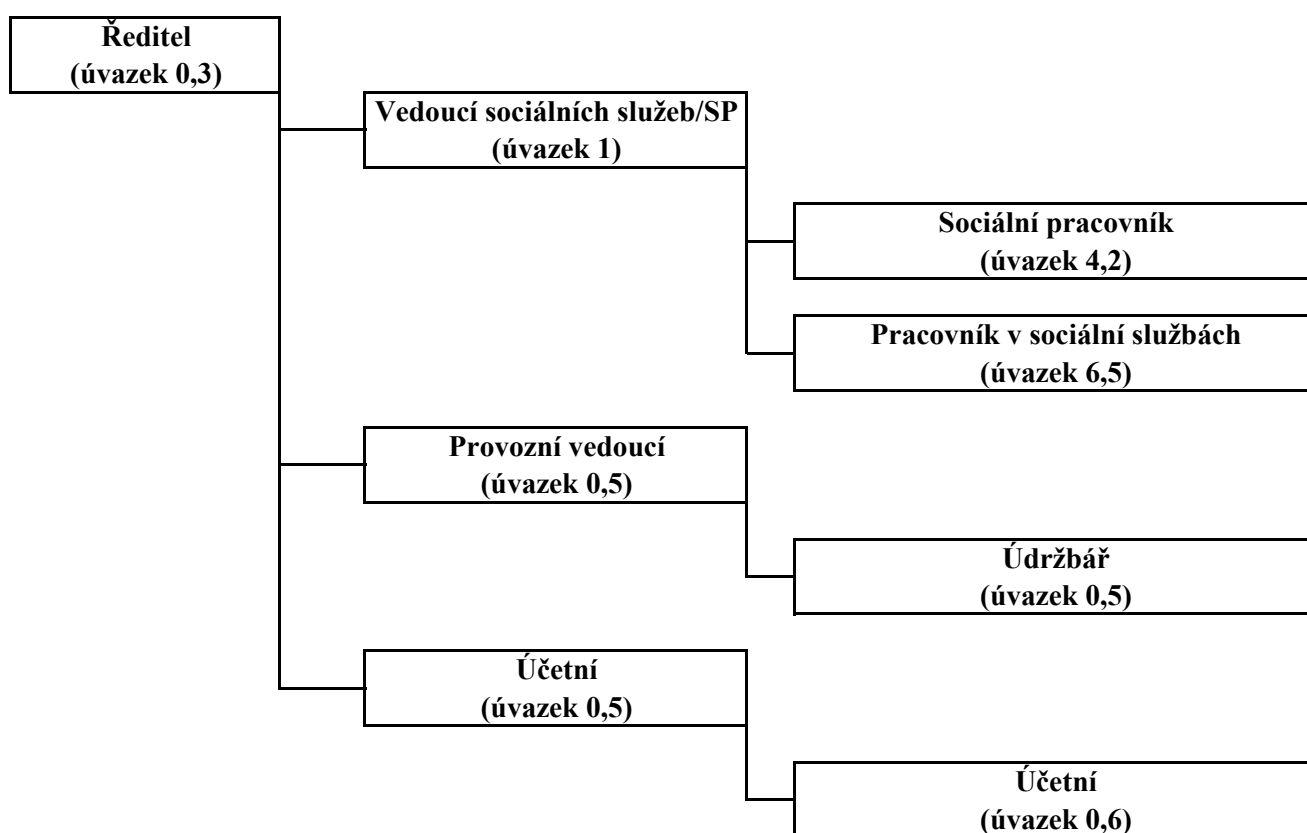 Ředitel
(úvazek 0,3)
Vedoucí sociálních služeb/SP
(úvazek 1)
Sociální pracovník
(úvazek 4,2)
Pracovník v sociální službách
(úvazek 6,5)
Provozní vedoucí
(úvazek 0,5)
Údržbář
(úvazek 0,5)
Účetní
(úvazek 0,5)
Účetní
(úvazek 0,6)